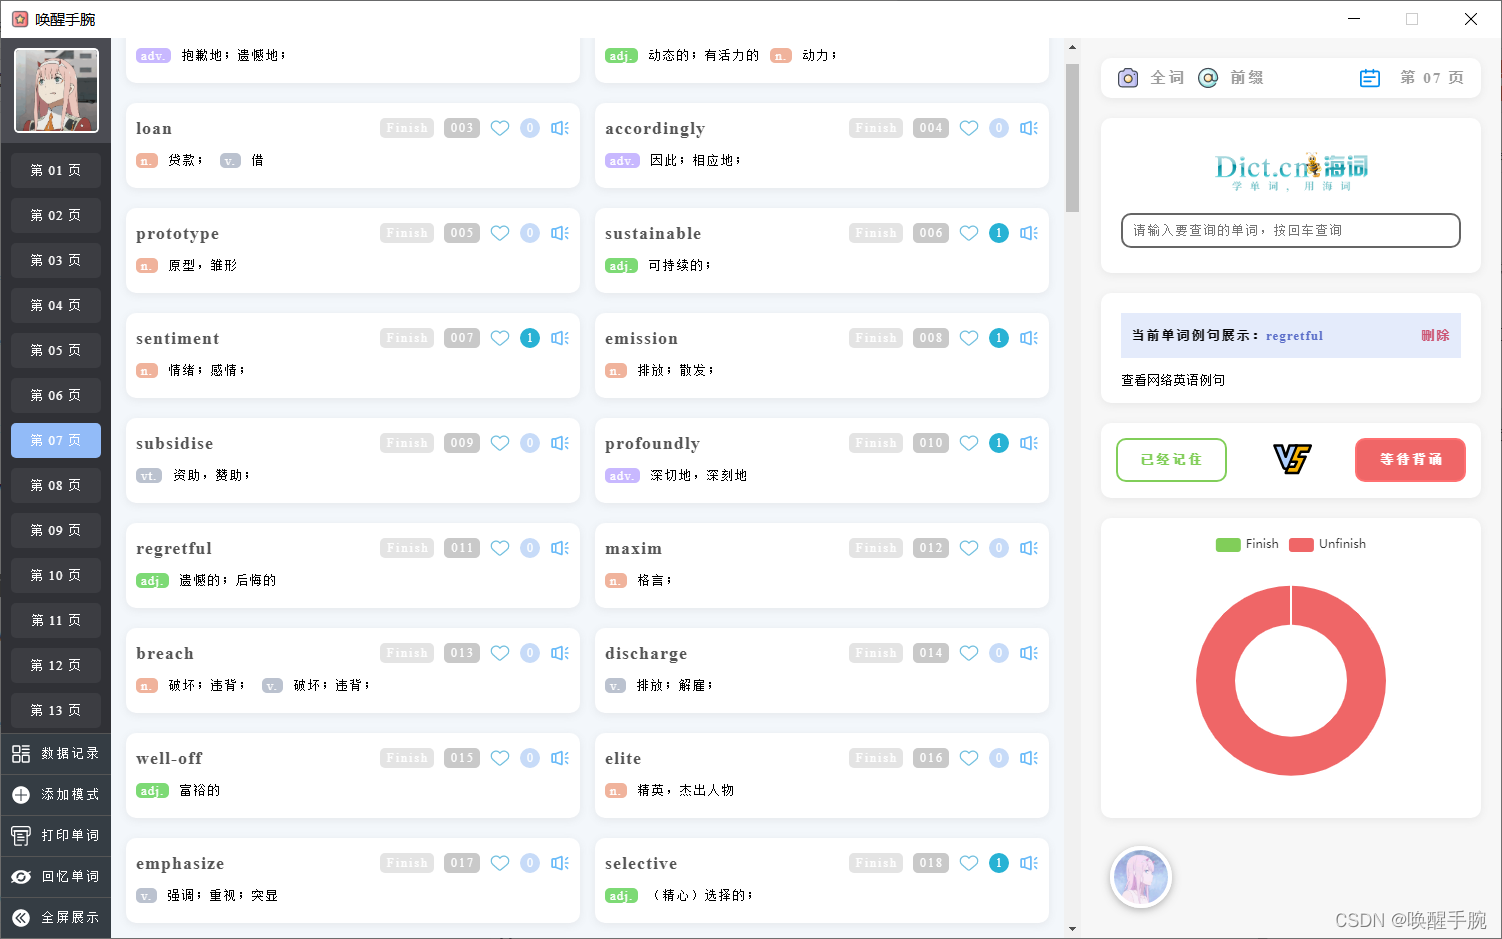 唤醒手腕
第 01 页
第 02 页
第 03 页
第 04 页
第 05 页
第 06 页
第 07 页
第 08 页
第 09 页
第 10 页
第 11 页
第 12 页
第 13 页
数据记录
添加模式
打印单词
回忆单词
全屏展示
adv. 抱歉地；遗憾地；
adj. 动态的；有活力的 n. 动力；
loan Finish 003 0
n. 贷款； v. 借
accordingly Finish 004 0
adv. 因此；相应地；
prototype Finish 005 0
n. 原型，雏形
sustainable Finish 006 1
adj. 可持续的；
sentiment Finish 007 1
n. 情绪；感情；
emission Finish 008 1
n. 排放；散发；
subsidise Finish 009 0
vt. 资助，赞助；
profoundly Finish 010 1
adv. 深切地，深刻地
regretful Finish 011 0
adj. 遗憾的；后悔的
maxim Finish 012 0
n. 格言；
breach Finish 013 0
n. 破坏；违背； v. 破坏；违背；
discharge Finish 014 0
v. 排放；解雇；
well-off Finish 015 0
adj. 富裕的
elite Finish 016 0
n. 精英，杰出人物
emphasize Finish 017 0
v. 强调；重视；突显
selective Finish 018 1
adj. （精心）选择的；
全词 前缀 第 07 页
Dict.cn 海词
学单词，用海词
请输入要查询的单词，按回车查询
当前单词例句展示：regretful 删除
查看网络英语例句
已经记住 VS 等待背诵
Finish Unfinish
CSDN @唤醒手腕